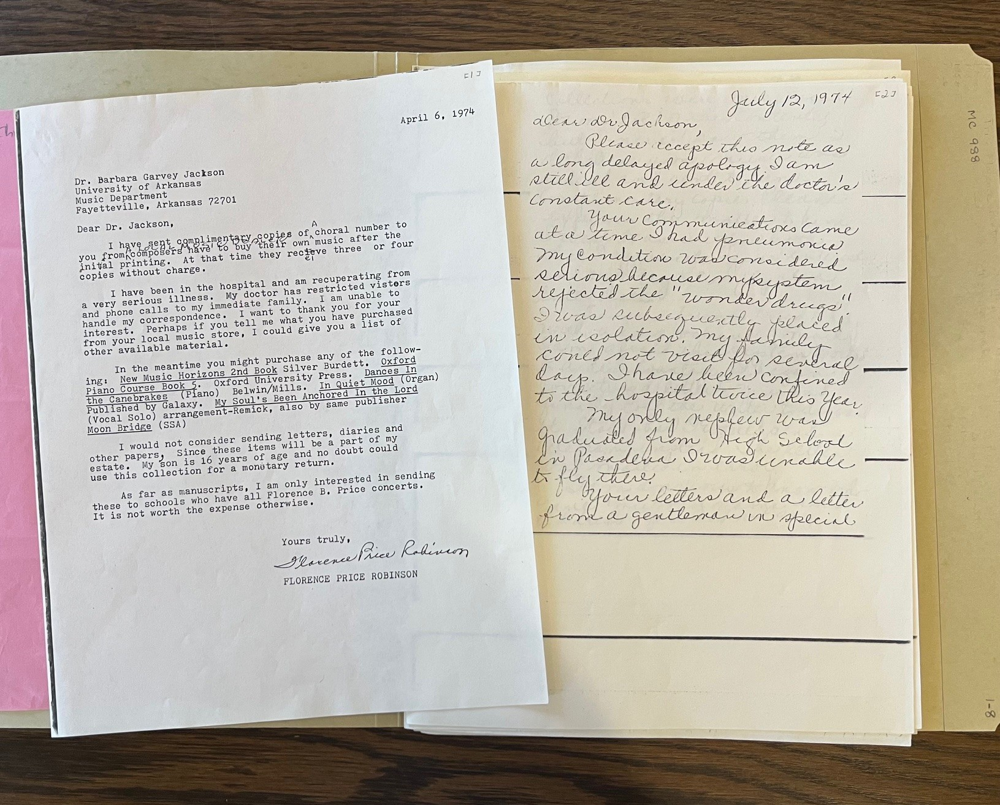 [1]
April 6, 1974
Dr. Barbara Garvey Jackson
University of Arkansas
Music Department
Fayetteville, Arkansas 72701
Dear Dr. Jackson,
A
I have sent complimentary copies of choral number to
LOCAL MUSIC DEALERS
you from composers have to buy their own music after the
inital printing. At that time they recieve three or four
ei
copies without charge.
I have been in the hospital and am recuperating from
a very serious illness. My doctor has restricted vistors
and phone calls to my immediate family. I am unable to
handle my correspondence. I want to thank you for your
interest. Perhaps if you tell me what you have purchased
from your local music store, I could give you a list of
other available material.
In the meantime you might purchase any of the follow-
ing: New Music Horizons 2nd Book Silver Burdett. Oxford
Piano Course Book 5. Oxford University Press. Dances In
the Canebrakes (Piano) Belwin/Mills. In Quiet Mood (Organ)
Published by Galaxy. My Soul's Been Anchored In the Lord
(Vocal Solo) arrangement-Remick, also by same publisher
Moon Bridge (SSA)
I would not consider sending letters, diaries and
other papers, Since these items will be a part of my
estate. My son is 16 years of age and no doubt could
use this collection for a monetary return.
As far as manuscripts, I am only interested in sending
these to schools who have all Florence B. Price concerts.
It is not worth the expense otherwise.
Yours truly,
Florence Price Robinson
FLORENCE PRICE ROBINSON
[2]
July 12, 1974
Dear Dr. Jackson,
Please accept this note as
a long delayed apology. I am
still ill and under the doctor's
constant care.
Your communications came
at a time I had pneumonia
My condition was considered
serious because my system
rejected the "wonder drugs".
I was subsequently placed
in isolation. My family
could not visit for several
days. I have been confined
to the hospital twice this year.
My only nephew was
graduated from High School
in Pasadena I was unable
to fly there.
Your letters and a letter
from a gentleman in special
MC 988
1-8